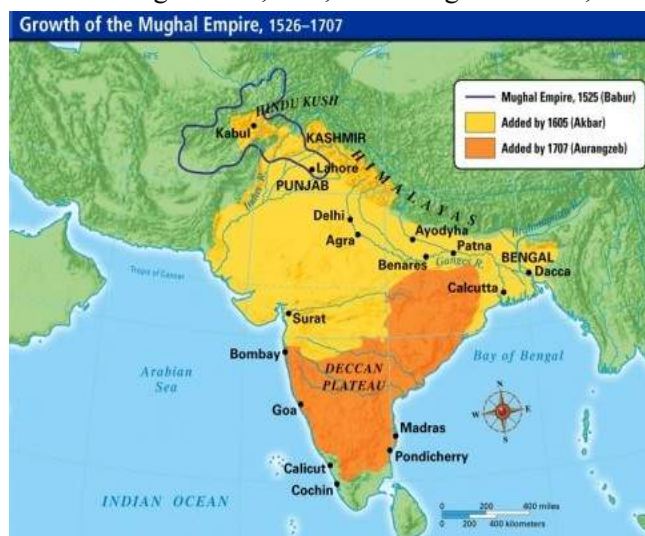 Growth of the Mughal Empire, 1526–1707
Mughal Empire, 1525 (Babur)
Added by 1605 (Akbar)
Added by 1707 (Aurangzeb)
HINDU KUSH
Kabul
KASHMIR
HIMALAYAS
Lahore
PUNJAB
Indus R.
Delhi
Agra
Ayodyha
Brahmaputra R.
Patna
BENGAL
Benares
Ganges R.
Dacca
Tropic of Cancer
Calcutta
Surat
Bombay
Arabian
Sea
DECCAN
PLATEAU
Bay of Bengal
N
W
E
S
Goa
Madras
Pondicherry
Calicut
Cochin
INDIAN OCEAN
0 200 400 miles
0 200 400 kilometers